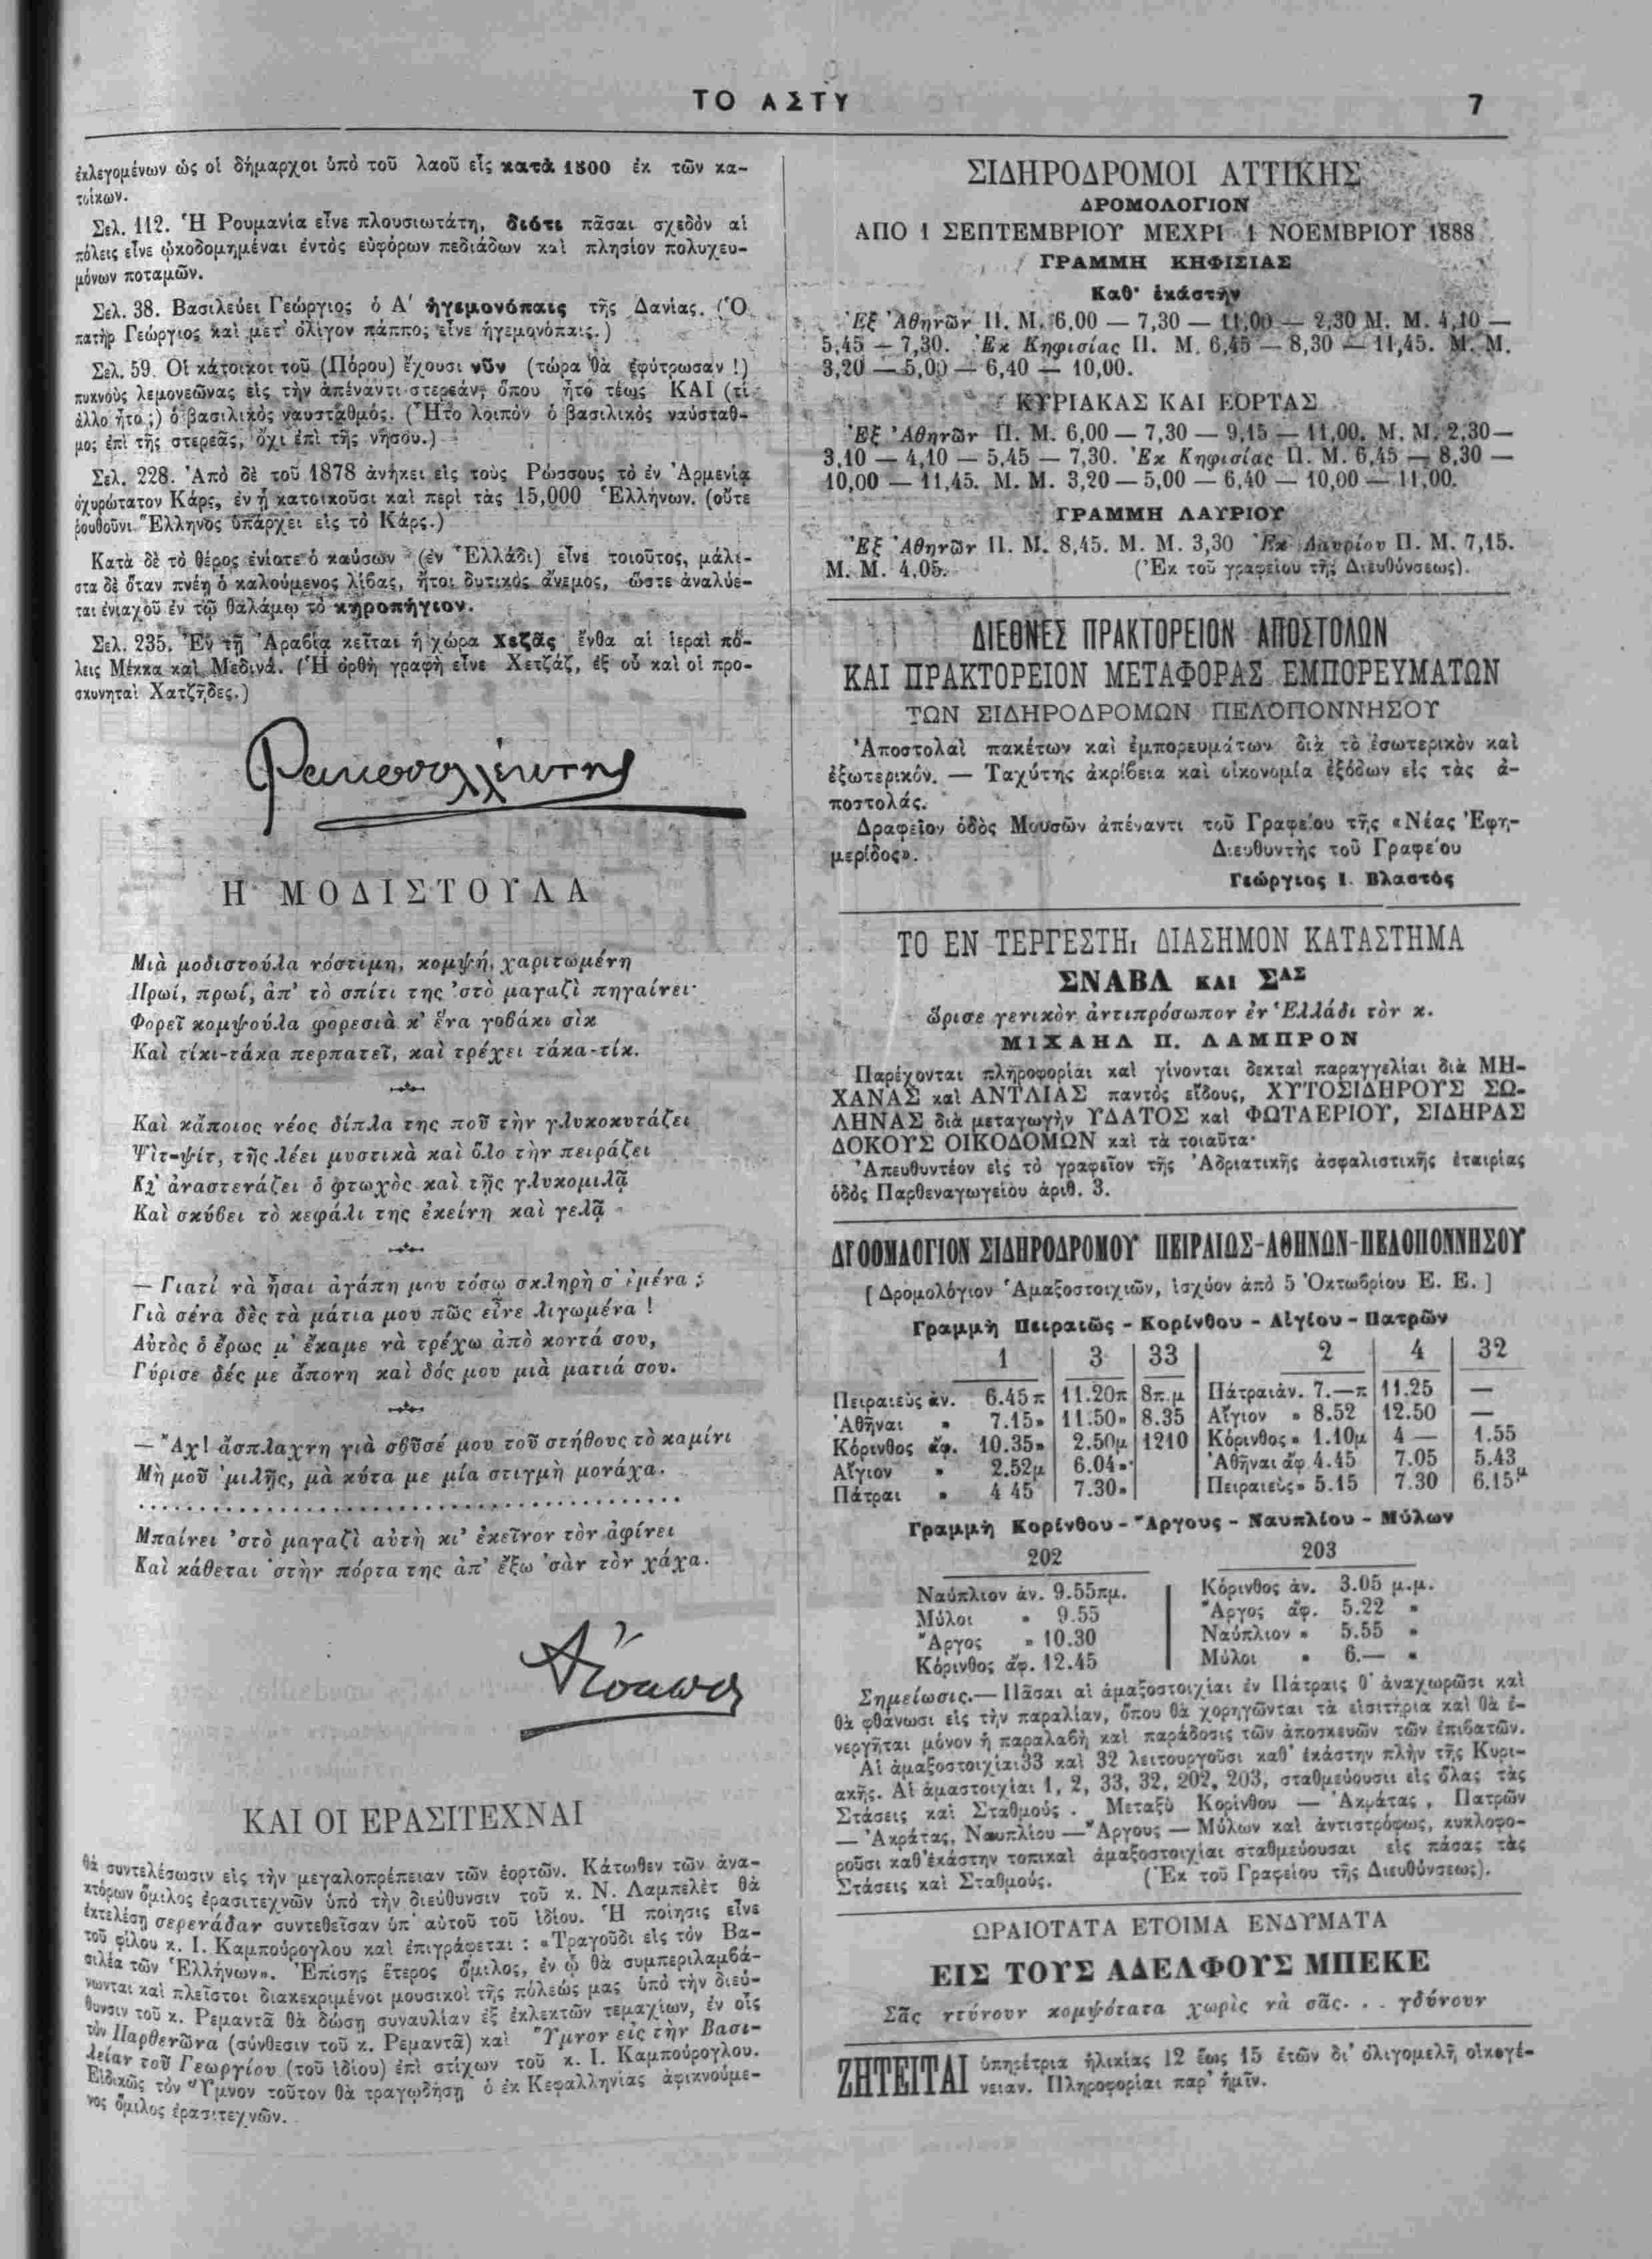 ΤΟ ΑΣΤΥ
7
ἐκλεγομένων ὡς οἱ δήμαρχοι ὑπὸ τοῦ λαοῦ εἰς κατὰ 1500 ἐκ τῶν κα-
τοίκων.
Σελ. 112. Ἡ Ρουμανία εἶνε πλουσιωτάτη, διότι πᾶσαι σχεδὸν αἱ
πόλεις εἶνε ᾠκοδομημέναι ἐντὸς εὐφόρων πεδιάδων καὶ πλησίον πολυχευ-
μόνων ποταμῶν.
Σελ. 38. Βασιλεύει Γεώργιος ὁ Α′ ἡγεμονόπαις τῆς Δανίας. (Ὁ
πατὴρ Γεώργιος καὶ μετ' ὀλίγον πάππος εἶνε ἡγεμονόπαις.)
Σελ. 59. Οἱ κάτοικοι τοῦ (Πόρου) ἔχουσι νῦν (τώρα θὰ ἐφύτρωσαν !)
πυκνοὺς λεμονεῶνας εἰς τὴν ἀπέναντι στερεάν, ὅπου ἦτο τέως ΚΑΙ (τί
ἄλλο ἦτο ;) ὁ βασιλικὸς ναυσταθμός. (Ἦτο λοιπὸν ὁ βασιλικὸς ναύσταθ-
μος ἐπὶ τῆς στερεᾶς, ὄχι ἐπὶ τῆς νήσου.)
Σελ. 228. Ἀπὸ δὲ τοῦ 1878 ἀνήκει εἰς τοὺς Ρώσσους τὸ ἐν Ἀρμενίᾳ
ὀχυρώτατον Κάρς, ἐν ᾗ κατοικοῦσι καὶ περὶ τὰς 15,000 Ἑλλήνων. (οὔτε
ῥουθοῦνι Ἕλληνος ὑπάρχει εἰς τὸ Κάρς.)
Κατὰ δὲ τὸ θέρος ἐνίοτε ὁ καύσων (ἐν Ἑλλάδι) εἶνε τοιοῦτος, μάλι-
στα δὲ ὅταν πνέῃ ὁ καλούμενος λίβας, ἤτοι δυτικὸς ἄνεμος, ὥστε ἀναλύε-
ται ἐνιαχοῦ ἐν τῷ θαλάμῳ τὸ κηροπήγιον.
Σελ. 235. Ἐν τῇ Ἀραβίᾳ κεῖται ἡ χώρα Χεζᾶς ἔνθα αἱ ἱεραὶ πό-
λεις Μέκκα καὶ Μεδινά. (Ἡ ὀρθὴ γραφὴ εἶνε Χετζάζ, ἐξ οὗ καὶ οἱ προ-
σκυνηταὶ Χατζῆδες.)
Η ΜΟΔΙΣΤΟΥΛΑ
Μιὰ μοδιστούλα νόστιμη, κομψή, χαριτωμένη
Πρωί, πρωί, ἀπ' τὸ σπίτι της 'στὸ μαγαζὶ πηγαίνει·
Φορεῖ κομψούλα φορεσιὰ κ' ἕνα γοβάκι σὶκ
Καὶ τίκι-τάκα περπατεῖ, καὶ τρέχει τάκα-τίκ.
Καὶ κᾄποιος νέος δίπλα της ποῦ τὴν γλυκοκυτάζει
Ψὶτ-ψίτ, τῆς λέει μυστικὰ καὶ ὅλο τὴν πειράζει
Κι' ἀναστενάζει ὁ φτωχὸς καὶ τῆς γλυκομιλᾷ
Καὶ σκύβει τὸ κεφάλι της ἐκείνη καὶ γελᾷ
— Γιατί νὰ ἦσαι ἀγάπη μου τόσῳ σκληρὴ σ' ἐμένα ;
Γιὰ σένα δὲς τὰ μάτια μου πῶς εἶνε λιγωμένα !
Αὐτὸς ὁ ἔρως μ' ἔκαμε νὰ τρέχω ἀπὸ κοντά σου,
Γύρισε δές με ἄπονη καὶ δός μου μιὰ ματιά σου.
— Ἄχ! ἄσπλαχνη γιὰ σβῦσέ μου τοῦ στήθους τὸ καμίνι
Μὴ μοῦ 'μιλῇς, μὰ κύτα με μία στιγμὴ μονάχα.
Μπαίνει 'στὸ μαγαζὶ αὐτὴ κι' ἐκεῖνον τὸν ἀφίνει
Καὶ κάθεται 'στὴν πόρτα της ἀπ' ἔξω 'σὰν τὸν χάχα.
ΚΑΙ ΟΙ ΕΡΑΣΙΤΕΧΝΑΙ
θὰ συντελέσωσιν εἰς τὴν μεγαλοπρέπειαν τῶν ἑορτῶν. Κάτωθεν τῶν ἀνα-
κτόρων ὅμιλος ἐρασιτεχνῶν ὑπὸ τὴν διεύθυνσιν τοῦ κ. Ν. Λαμπελὲτ θὰ
ἐκτελέσῃ σερενάδαν συντεθεῖσαν ὑπ' αὐτοῦ τοῦ ἰδίου. Ἡ ποίησις εἶνε
τοῦ φίλου κ. Ι. Καμπούρογλου καὶ ἐπιγράφεται : «Τραγοῦδι εἰς τὸν Βα-
σιλέα τῶν Ἑλλήνων». Ἐπίσης ἕτερος ὅμιλος, ἐν ᾧ θὰ συμπεριλαμβά-
νωνται καὶ πλεῖστοι διακεκριμένοι μουσικοὶ τῆς πόλεώς μας ὑπὸ τὴν διεύ-
θυνσιν τοῦ κ. Ρεμαντᾶ θὰ δώσῃ συναυλίαν ἐξ ἐκλεκτῶν τεμαχίων, ἐν οἷς
τὸν Παρθενῶνα (σύνθεσιν τοῦ κ. Ρεμαντᾶ) καὶ Ὕμνον εἰς τὴν Βασι-
λείαν τοῦ Γεωργίου (τοῦ ἰδίου) ἐπὶ στίχων τοῦ κ. Ι. Καμπούρογλου.
Εἰδικῶς τὸν Ὕμνον τοῦτον θὰ τραγῳδήσῃ ὁ ἐκ Κεφαλληνίας ἀφικνούμε-
νος ὅμιλος ἐρασιτεχνῶν.
ΣΙΔΗΡΟΔΡΟΜΟΙ ΑΤΤΙΚΗΣ
ΔΡΟΜΟΛΟΓΙΟΝ
ΑΠΟ 1 ΣΕΠΤΕΜΒΡΙΟΥ ΜΕΧΡΙ 1 ΝΟΕΜΒΡΙΟΥ 1888
ΓΡΑΜΜΗ ΚΗΦΙΣΙΑΣ
Καθ' ἑκάστην
Ἐξ Ἀθηνῶν Π. Μ. 6,00 — 7,30 — 11,00 — 2,30 Μ. Μ. 4,10 —
5,45 — 7,30. Ἐκ Κηφισίας Π. Μ. 6,45 — 8,30 — 11,45. Μ. Μ.
3,20 — 5,00 — 6,40 — 10,00.
ΚΥΡΙΑΚΑΣ ΚΑΙ ΕΟΡΤΑΣ
Ἐξ Ἀθηνῶν Π. Μ. 6,00 — 7,30 — 9,15 — 11,00. Μ. Μ. 2,30 —
3,10 — 4,10 — 5,45 — 7,30. Ἐκ Κηφισίας Π. Μ. 6,45 — 8,30 —
10,00 — 11,45. Μ. Μ. 3,20 — 5,00 — 6,40 — 10,00 — 11,00.
ΓΡΑΜΜΗ ΛΑΥΡΙΟΥ
Ἐξ Ἀθηνῶν Π. Μ. 8,45. Μ. Μ. 3,30 Ἐκ Λαυρίου Π. Μ. 7,15.
Μ. Μ. 4,05. (Ἐκ τοῦ γραφείου τῆς Διευθύνσεως).
ΔΙΕΘΝΕΣ ΠΡΑΚΤΟΡΕΙΟΝ ΑΠΟΣΤΟΛΩΝ
ΚΑΙ ΠΡΑΚΤΟΡΕΙΟΝ ΜΕΤΑΦΟΡΑΣ ΕΜΠΟΡΕΥΜΑΤΩΝ
ΤΩΝ ΣΙΔΗΡΟΔΡΟΜΩΝ ΠΕΛΟΠΟΝΝΗΣΟΥ
Ἀποστολαὶ πακέτων καὶ ἐμπορευμάτων διὰ τὸ ἐσωτερικὸν καὶ
ἐξωτερικόν. — Ταχύτης ἀκρίβεια καὶ οἰκονομία ἐξόδων εἰς τὰς ἀ-
ποστολάς.
Δραφεῖον ὁδὸς Μουσῶν ἀπέναντι τοῦ Γραφείου τῆς «Νέας Ἐφη-
μερίδος».
Διευθυντὴς τοῦ Γραφείου
Γεώργιος Ι. Βλαστός
ΤΟ ΕΝ ΤΕΡΓΕΣΤΗι ΔΙΑΣΗΜΟΝ ΚΑΤΑΣΤΗΜΑ
ΣΝΑΒΛ ΚΑΙ ΣΑΣ
ὥρισε γενικὸν ἀντιπρόσωπον ἐν Ἑλλάδι τὸν κ.
ΜΙΧΑΗΛ Π. ΛΑΜΠΡΟΝ
Παρέχονται πληροφορίαι καὶ γίνονται δεκταὶ παραγγελίαι διὰ ΜΗ-
ΧΑΝΑΣ καὶ ΑΝΤΛΙΑΣ παντὸς εἴδους, ΧΥΤΟΣΙΔΗΡΟΥΣ ΣΩ-
ΛΗΝΑΣ διὰ μεταγωγὴν ΥΔΑΤΟΣ καὶ ΦΩΤΑΕΡΙΟΥ, ΣΙΔΗΡΑΣ
ΔΟΚΟΥΣ ΟΙΚΟΔΟΜΩΝ καὶ τὰ τοιαῦτα·
Ἀπευθυντέον εἰς τὸ γραφεῖον τῆς Ἀδριατικῆς ἀσφαλιστικῆς ἑταιρίας
ὁδὸς Παρθεναγωγείου ἀριθ. 3.
ΣΙΔΗΡΟΔΡΟΜΟΥ ΠΕΙΡΑΙΩΣ-ΑΘΗΝΩΝ-ΠΕΛΟΠΟΝΝΗΣΟΥ
[ Δρομολόγιον Ἁμαξοστοιχιῶν, ἰσχῦον ἀπὸ 5 Ὀκτωβρίου Ε. Ε. ]
Γραμμὴ Πειραιῶς - Κορίνθου - Αἰγίου - Πατρῶν
1 3 33 2 4 32
Πειραιεὺς ἀν. 6.45π 11.20π 8π.μ Πάτραιἀν. 7.—π 11.25 —
Ἀθῆναι » 7.15» 11.50» 8.35 Αἴγιον » 8.52 12.50 —
Κόρινθος ἀφ. 10.35» 2.50μ 1210 Κόρινθος» 1.10μ 4 — 1.55
Αἴγιον » 2.52μ 6.04» Ἀθῆναι ἀφ 4.45 7.05 5.43
Πάτραι » 4 45 7.30» Πειραιεὺς» 5.15 7.30 6.15μ
Γραμμὴ Κορίνθου - Ἄργους - Ναυπλίου - Μύλων
202 203
Ναύπλιον ἀν. 9.55πμ. Κόρινθος ἀν. 3.05 μ.μ.
Μύλοι » 9.55 Ἄργος ἀφ. 5.22 »
Ἄργος » 10.30 Ναύπλιον » 5.55 »
Κόρινθος ἀφ. 12.45 Μύλοι » 6.— »
Σημείωσις.— Πᾶσαι αἱ ἁμαξοστοιχίαι ἐν Πάτραις θ' ἀναχωρῶσι καὶ
θὰ φθάνωσι εἰς τὴν παραλίαν, ὅπου θὰ χορηγῶνται τὰ εἰσιτήρια καὶ θὰ ἐ-
νεργῆται μόνον ἡ παραλαβὴ καὶ παράδοσις τῶν ἀποσκευῶν τῶν ἐπιβατῶν.
Αἱ ἁμαξοστοιχίαι 33 καὶ 32 λειτουργοῦσι καθ' ἑκάστην πλὴν τῆς Κυρι-
ακῆς. Αἱ ἁμαστοιχίαι 1, 2, 33, 32, 202, 203, σταθμεύουσι εἰς ὅλας τὰς
Στάσεις καὶ Σταθμούς. Μεταξὺ Κορίνθου — Ἀκράτας, Πατρῶν
— Ἀκράτας, Ναυπλίου — Ἄργους — Μύλων καὶ ἀντιστρόφως, κυκλοφο-
ροῦσι καθ' ἑκάστην τοπικαὶ ἁμαξοστοιχίαι σταθμεύουσαι εἰς πάσας τὰς
Στάσεις καὶ Σταθμούς. (Ἐκ τοῦ Γραφείου τῆς Διευθύνσεως).
ΩΡΑΙΟΤΑΤΑ ΕΤΟΙΜΑ ΕΝΔΥΜΑΤΑ
ΕΙΣ ΤΟΥΣ ΑΔΕΛΦΟΥΣ ΜΠΕΚΕ
Σᾶς ντύνουν κομψότατα χωρὶς νὰ σᾶς... γδύνουν
ΖΗΤΕΙΤΑΙ ὑπηρέτρια ἡλικίας 12 ἕως 15 ἐτῶν δι' ὀλιγομελῆ οἰκογέ-
νειαν. Πληροφορίαι παρ' ἡμῖν.